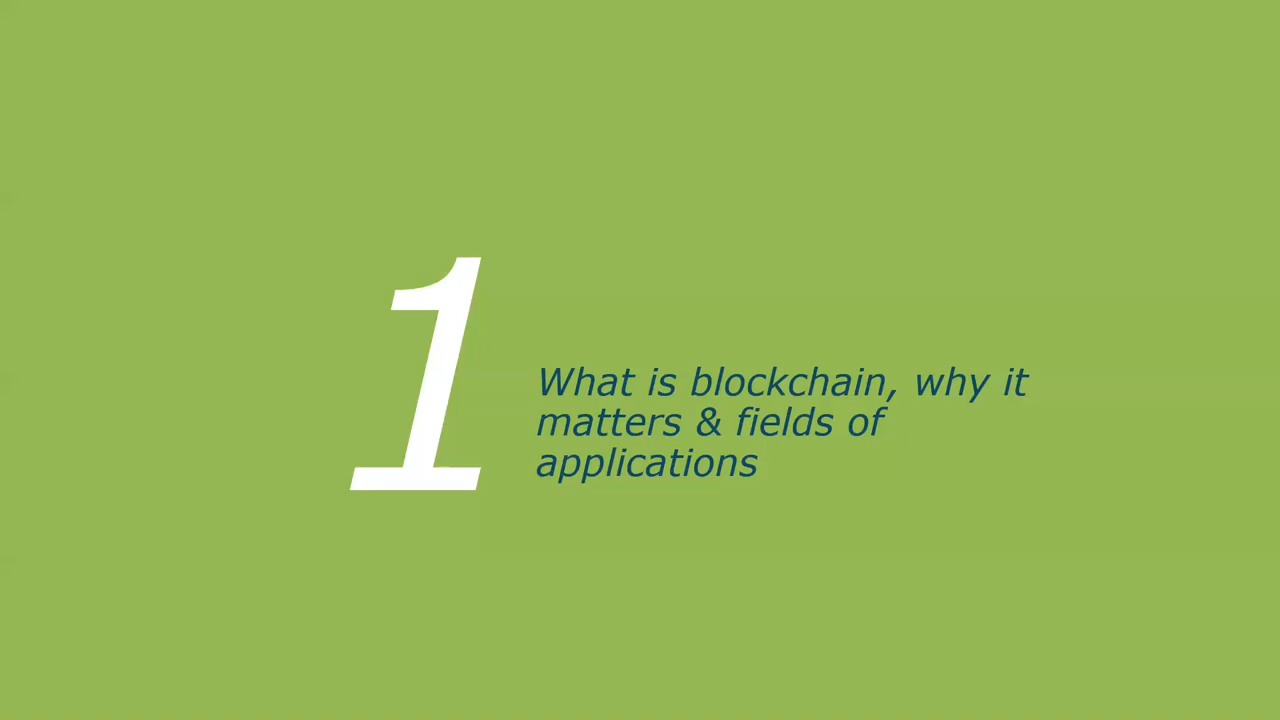 1
What is blockchain, why it
matters & fields of
applications